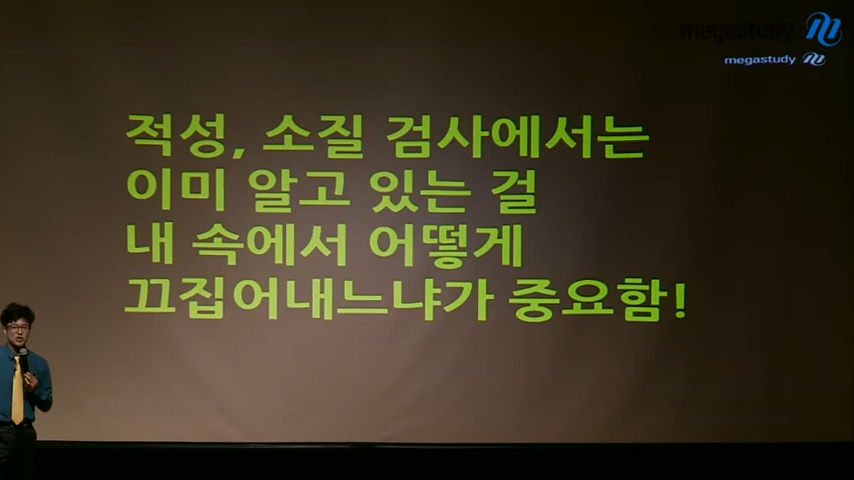 megastudy
megastudy
적성, 소질 검사에서는
이미 알고 있는 걸
내 속에서 어떻게
끄집어내느냐가 중요함!